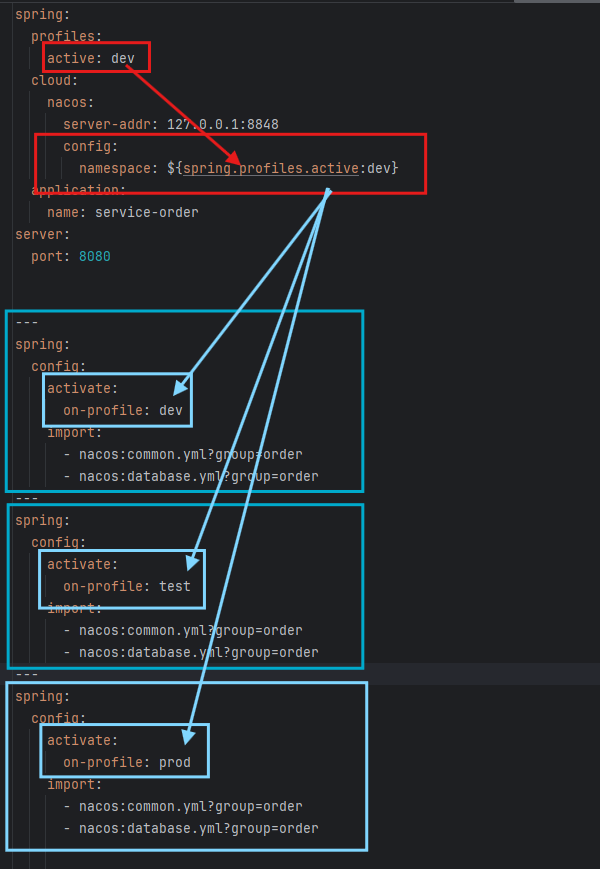 spring:
  profiles:
    active: dev
  cloud:
    nacos:
      server-addr: 127.0.0.1:8848
      config:
        namespace: ${spring.profiles.active:dev}
  application:
    name: service-order
server:
  port: 8080
---
spring:
  config:
    activate:
      on-profile: dev
    import:
      - nacos:common.yml?group=order
      - nacos:database.yml?group=order
---
spring:
  config:
    activate:
      on-profile: test
    import:
      - nacos:common.yml?group=order
      - nacos:database.yml?group=order
---
spring:
  config:
    activate:
      on-profile: prod
    import:
      - nacos:common.yml?group=order
      - nacos:database.yml?group=order